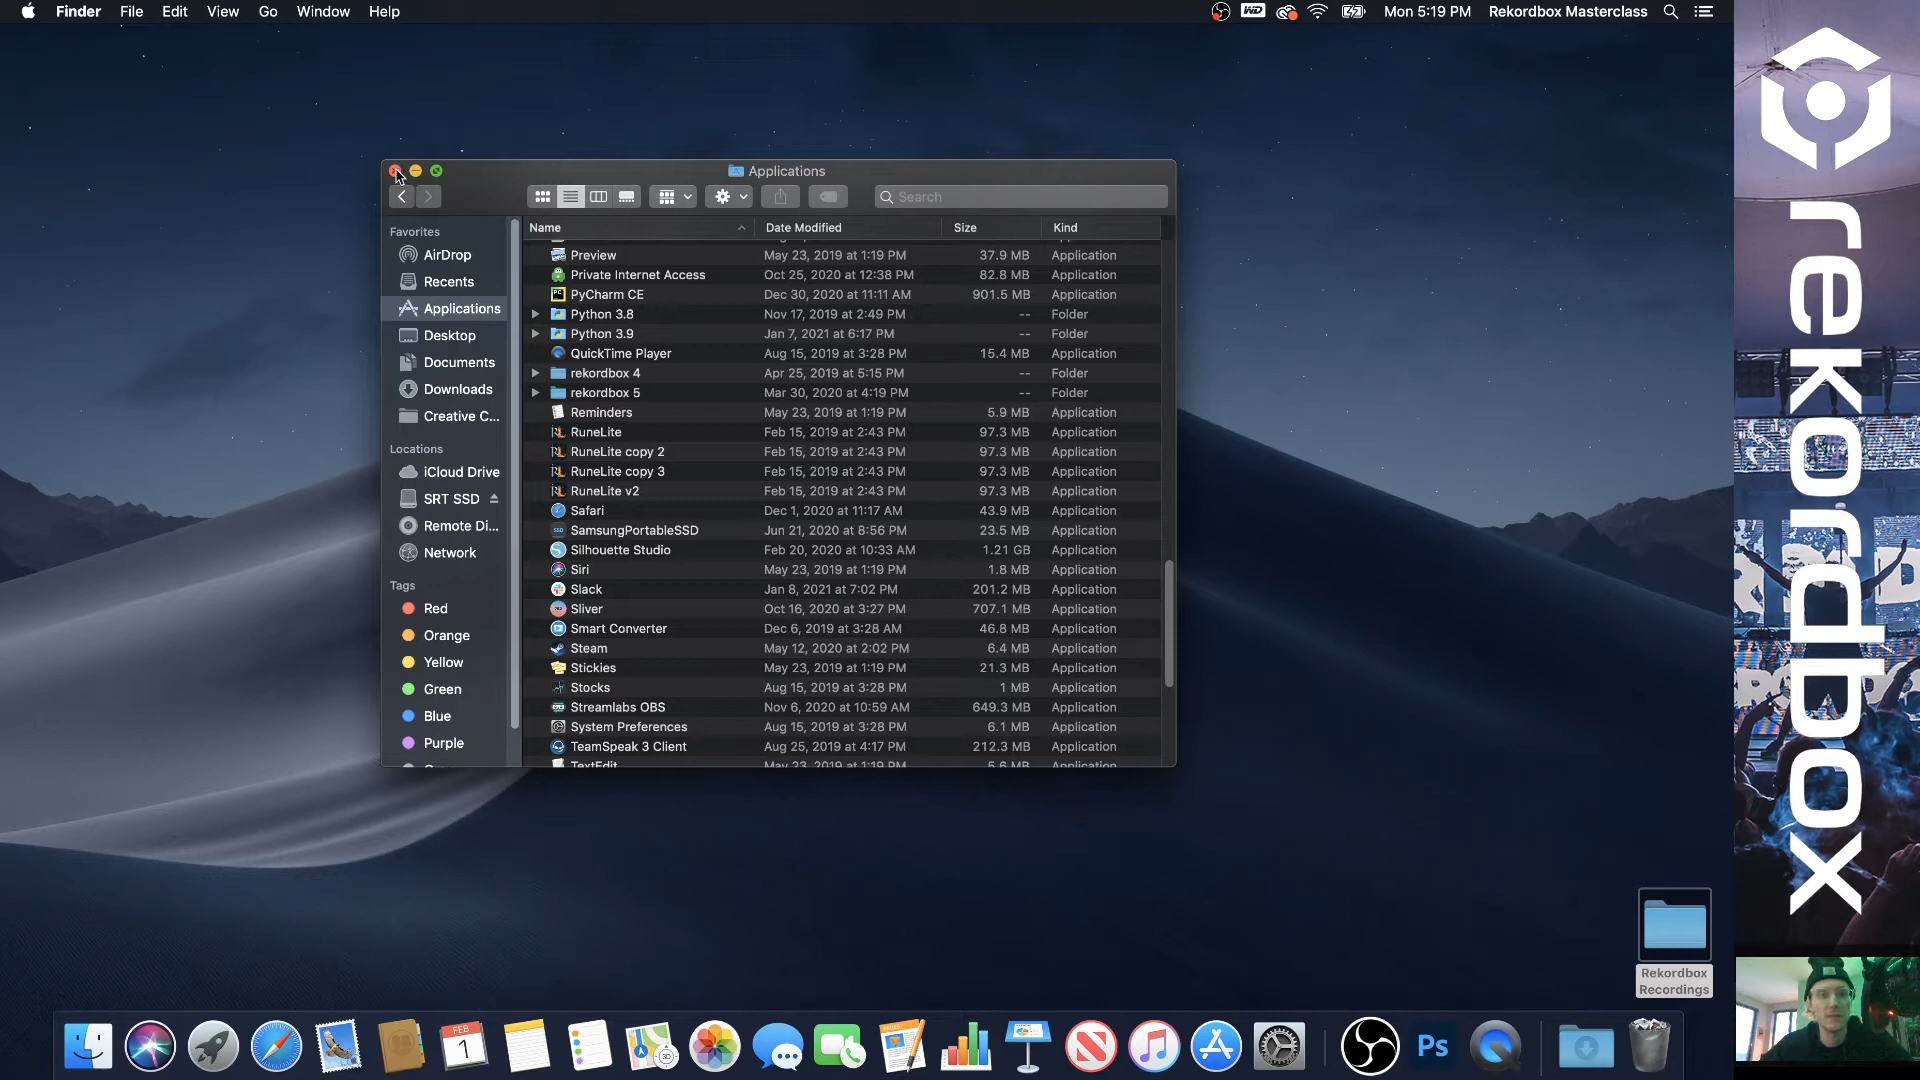 Finder File Edit View Go Window Help
WD Mon 5:19 PM Rekordbox Masterclass
Applications
Search
Favorites
AirDrop
Recents
Applications
Desktop
Documents
Downloads
Creative C...
Locations
iCloud Drive
SRT SSD
Remote Di...
Network
Tags
Red
Orange
Yellow
Green
Blue
Purple
Name Date Modified Size Kind
Preview May 23, 2019 at 1:19 PM 37.9 MB Application
Private Internet Access Oct 25, 2020 at 12:38 PM 82.8 MB Application
PyCharm CE Dec 30, 2020 at 11:11 AM 901.5 MB Application
Python 3.8 Nov 17, 2019 at 2:49 PM -- Folder
Python 3.9 Jan 7, 2021 at 6:17 PM -- Folder
QuickTime Player Aug 15, 2019 at 3:28 PM 15.4 MB Application
rekordbox 4 Apr 25, 2019 at 5:15 PM -- Folder
rekordbox 5 Mar 30, 2020 at 4:19 PM -- Folder
Reminders May 23, 2019 at 1:19 PM 5.9 MB Application
RuneLite Feb 15, 2019 at 2:43 PM 97.3 MB Application
RuneLite copy 2 Feb 15, 2019 at 2:43 PM 97.3 MB Application
RuneLite copy 3 Feb 15, 2019 at 2:43 PM 97.3 MB Application
RuneLite v2 Feb 15, 2019 at 2:43 PM 97.3 MB Application
Safari Dec 1, 2020 at 11:17 AM 43.9 MB Application
SamsungPortableSSD Jun 21, 2020 at 8:56 PM 23.5 MB Application
Silhouette Studio Feb 20, 2020 at 10:33 AM 1.21 GB Application
Siri May 23, 2019 at 1:19 PM 1.8 MB Application
Slack Jan 8, 2021 at 7:02 PM 201.2 MB Application
Sliver Oct 16, 2020 at 3:27 PM 707.1 MB Application
Smart Converter Dec 6, 2019 at 3:28 AM 46.8 MB Application
Steam May 12, 2020 at 2:02 PM 6.4 MB Application
Stickies May 23, 2019 at 1:19 PM 21.3 MB Application
Stocks Aug 15, 2019 at 3:28 PM 1 MB Application
Streamlabs OBS Nov 6, 2020 at 10:59 AM 649.3 MB Application
System Preferences Aug 15, 2019 at 3:28 PM 6.1 MB Application
TeamSpeak 3 Client Aug 25, 2019 at 4:17 PM 212.3 MB Application
TextEdit May 23, 2019 at 1:19 PM 5.6 MB Application
Rekordbox
Recordings
rekordbox
FEB
1
3D
PAGES
Ps